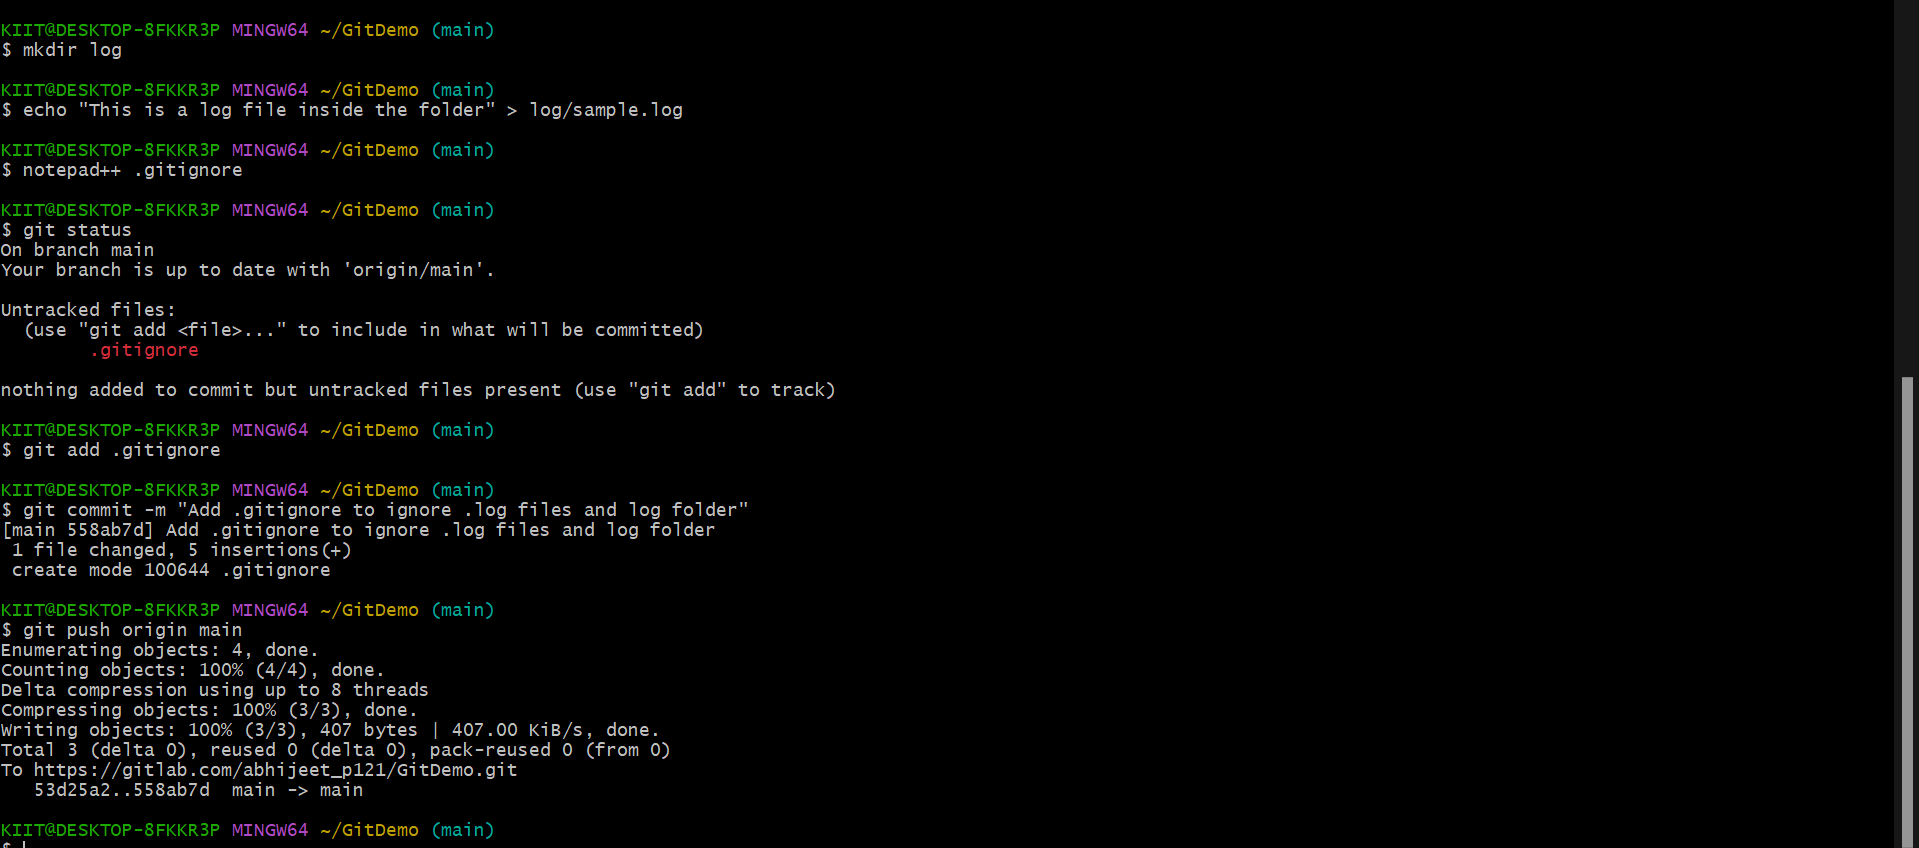 KIIT@DESKTOP-8FKKR3P MINGW64 ~/GitDemo (main)
$ mkdir log
KIIT@DESKTOP-8FKKR3P MINGW64 ~/GitDemo (main)
$ echo "This is a log file inside the folder" > log/sample.log
KIIT@DESKTOP-8FKKR3P MINGW64 ~/GitDemo (main)
$ notepad++ .gitignore
KIIT@DESKTOP-8FKKR3P MINGW64 ~/GitDemo (main)
$ git status
On branch main
Your branch is up to date with 'origin/main'.
Untracked files:
  (use "git add <file>..." to include in what will be committed)
        .gitignore
nothing added to commit but untracked files present (use "git add" to track)
KIIT@DESKTOP-8FKKR3P MINGW64 ~/GitDemo (main)
$ git add .gitignore
KIIT@DESKTOP-8FKKR3P MINGW64 ~/GitDemo (main)
$ git commit -m "Add .gitignore to ignore .log files and log folder"
[main 558ab7d] Add .gitignore to ignore .log files and log folder
 1 file changed, 5 insertions(+)
 create mode 100644 .gitignore
KIIT@DESKTOP-8FKKR3P MINGW64 ~/GitDemo (main)
$ git push origin main
Enumerating objects: 4, done.
Counting objects: 100% (4/4), done.
Delta compression using up to 8 threads
Compressing objects: 100% (3/3), done.
Writing objects: 100% (3/3), 407 bytes | 407.00 KiB/s, done.
Total 3 (delta 0), reused 0 (delta 0), pack-reused 0 (from 0)
To https://gitlab.com/abhijeet_p121/GitDemo.git
   53d25a2..558ab7d  main -> main
KIIT@DESKTOP-8FKKR3P MINGW64 ~/GitDemo (main)
$